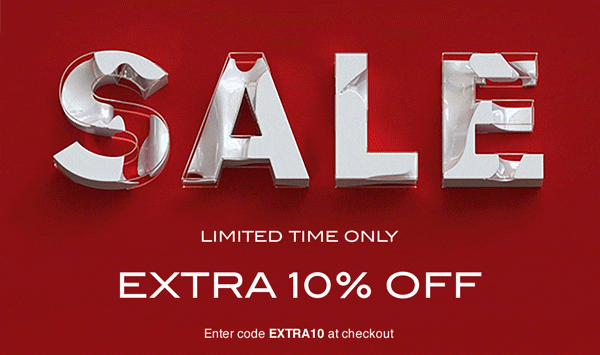 SALE
LIMITED TIME ONLY
EXTRA 10% OFF
Enter code EXTRA10 at checkout